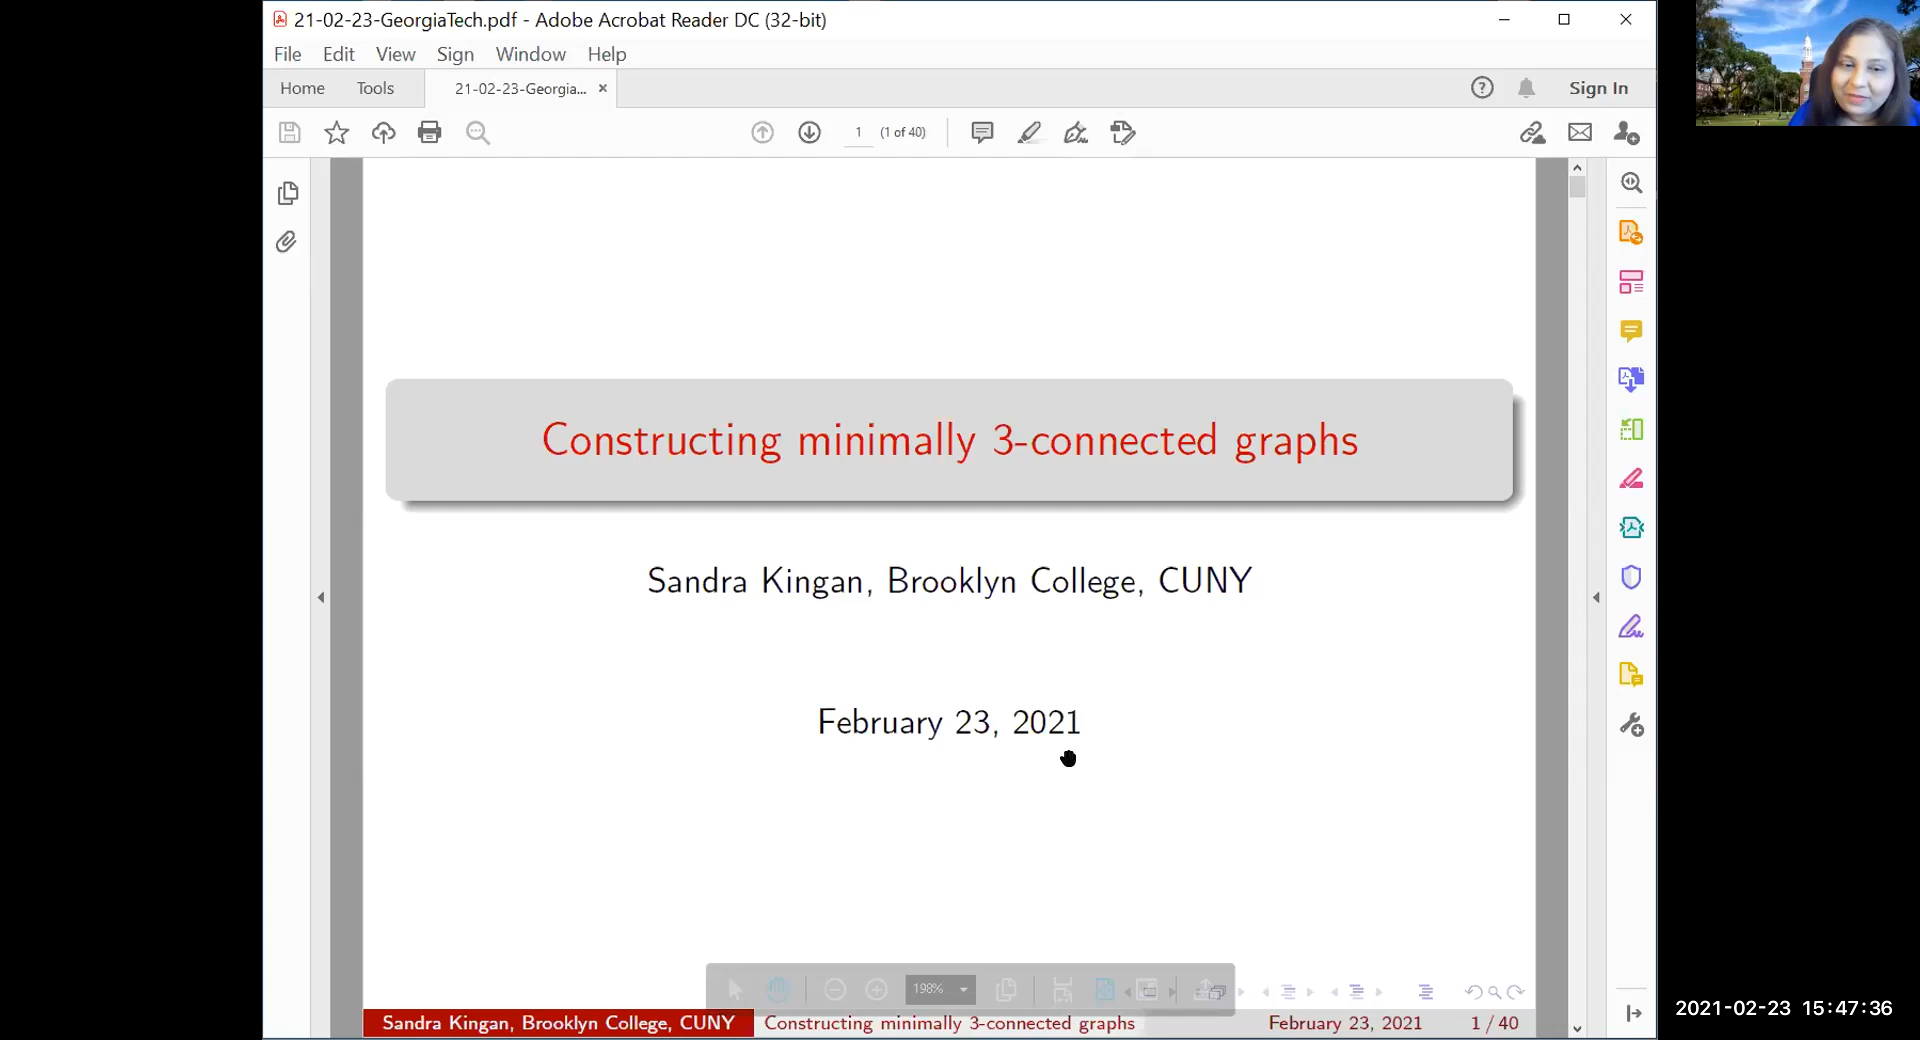 21-02-23-GeorgiaTech.pdf - Adobe Acrobat Reader DC (32-bit)
File Edit View Sign Window Help
Home Tools 21-02-23-Georgia... × Sign In
1 (1 of 40)
Constructing minimally 3-connected graphs
Sandra Kingan, Brooklyn College, CUNY
February 23, 2021
198%
Sandra Kingan, Brooklyn College, CUNY Constructing minimally 3-connected graphs February 23, 2021 1 / 40
2021-02-23 15:47:36